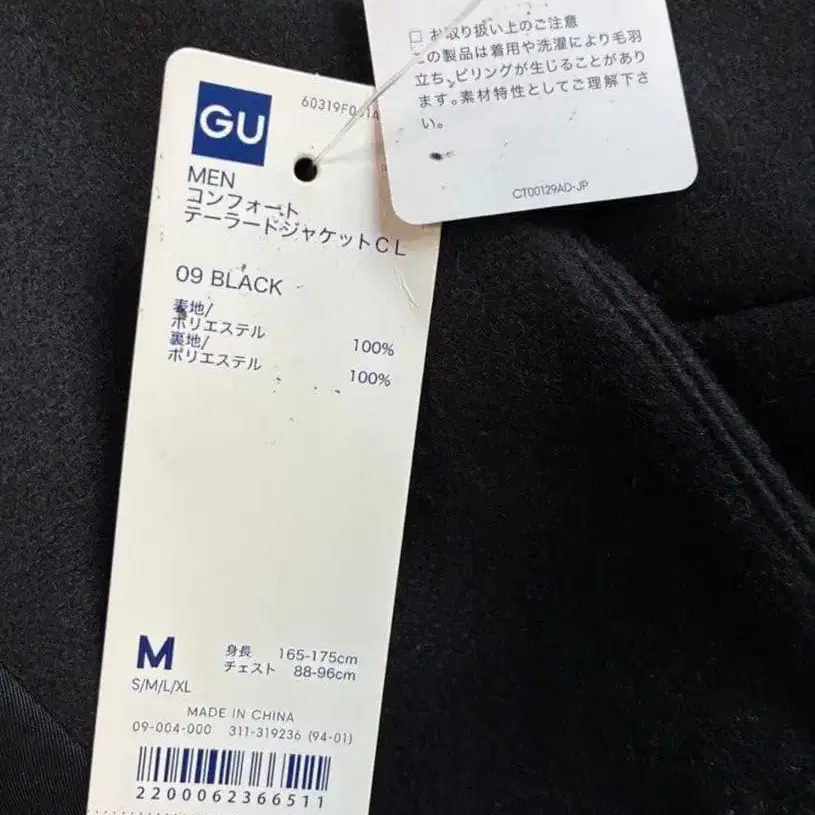 □ お取り扱い上のご注意
この製品は着用や洗濯により毛羽
立ち、ピリングが生じることがあり
ます。素材特性としてご理解下さ
い。
CT00129AD-JP
GU
MEN
コンフォート
テーラードジャケットCL
09 BLACK
表地/
ポリエステル 100%
裏地/
ポリエステル 100%
M 身長 165-175cm
チェスト 88-96cm
S/M/L/XL
MADE IN CHINA
09-004-000 311-319236 (94-01)
2200062366511